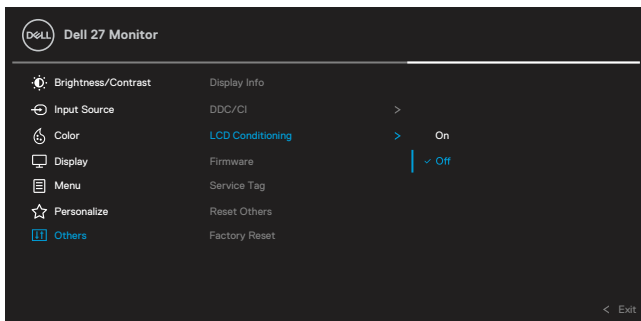 DELL Dell 27 Monitor
Brightness/Contrast Display Info
Input Source DDC/CI >
Color LCD Conditioning > On
Display Firmware ✓ Off
Menu Service Tag
Personalize Reset Others
Others Factory Reset
< Exit